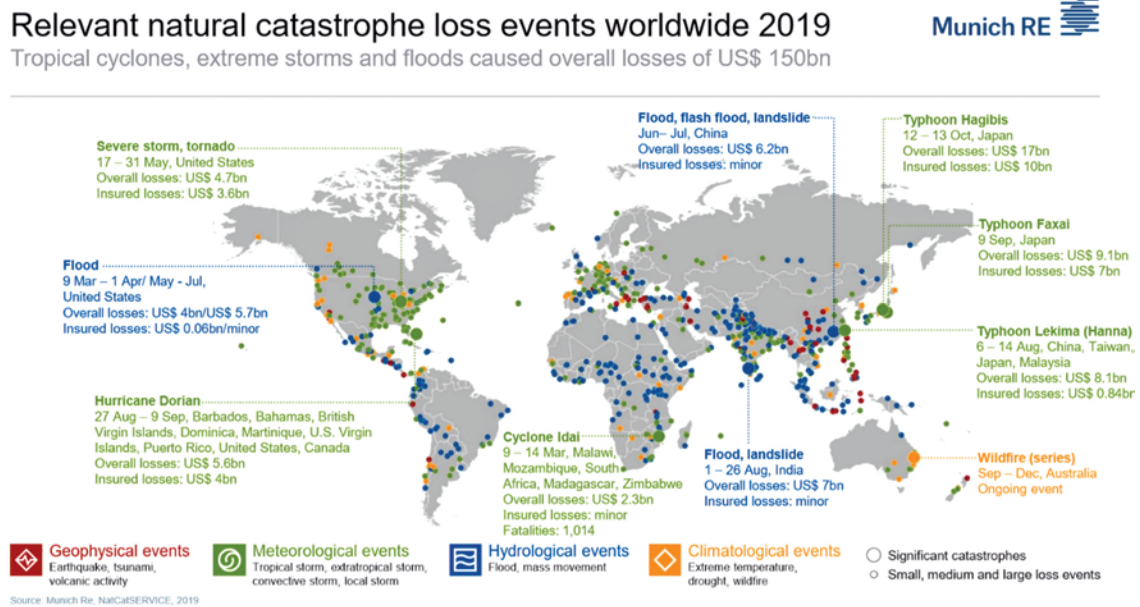 Relevant natural catastrophe loss events worldwide 2019
Munich RE
Tropical cyclones, extreme storms and floods caused overall losses of US$ 150bn
Severe storm, tornado
17 – 31 May, United States
Overall losses: US$ 4.7bn
Insured losses: US$ 3.6bn
Flood, flash flood, landslide
Jun– Jul, China
Overall losses: US$ 6.2bn
Insured losses: minor
Typhoon Hagibis
12 – 13 Oct, Japan
Overall losses: US$ 17bn
Insured losses: US$ 10bn
Flood
9 Mar – 1 Apr/ May - Jul,
United States
Overall losses: US$ 4bn/US$ 5.7bn
Insured losses: US$ 0.06bn/minor
Typhoon Faxai
9 Sep, Japan
Overall losses: US$ 9.1bn
Insured losses: US$ 7bn
Typhoon Lekima (Hanna)
6 – 14 Aug, China, Taiwan,
Japan, Malaysia
Overall losses: US$ 8.1bn
Insured losses: US$ 0.84bn
Hurricane Dorian
27 Aug – 9 Sep, Barbados, Bahamas, British
Virgin Islands, Dominica, Martinique, U.S. Virgin
Islands, Puerto Rico, United States, Canada
Overall losses: US$ 5.6bn
Insured losses: US$ 4bn
Cyclone Idai
9 – 14 Mar, Malawi,
Mozambique, South
Africa, Madagascar, Zimbabwe
Overall losses: US$ 2.3bn
Insured losses: minor
Fatalities: 1,014
Flood, landslide
1 – 26 Aug, India
Overall losses: US$ 7bn
Insured losses: minor
Wildfire (series)
Sep – Dec, Australia
Ongoing event
Geophysical events
Earthquake, tsunami,
volcanic activity
Meteorological events
Tropical storm, extratropical storm,
convective storm, local storm
Hydrological events
Flood, mass movement
Climatological events
Extreme temperature,
drought, wildfire
Significant catastrophes
Small, medium and large loss events
Source: Munich Re, NatCatSERVICE, 2019